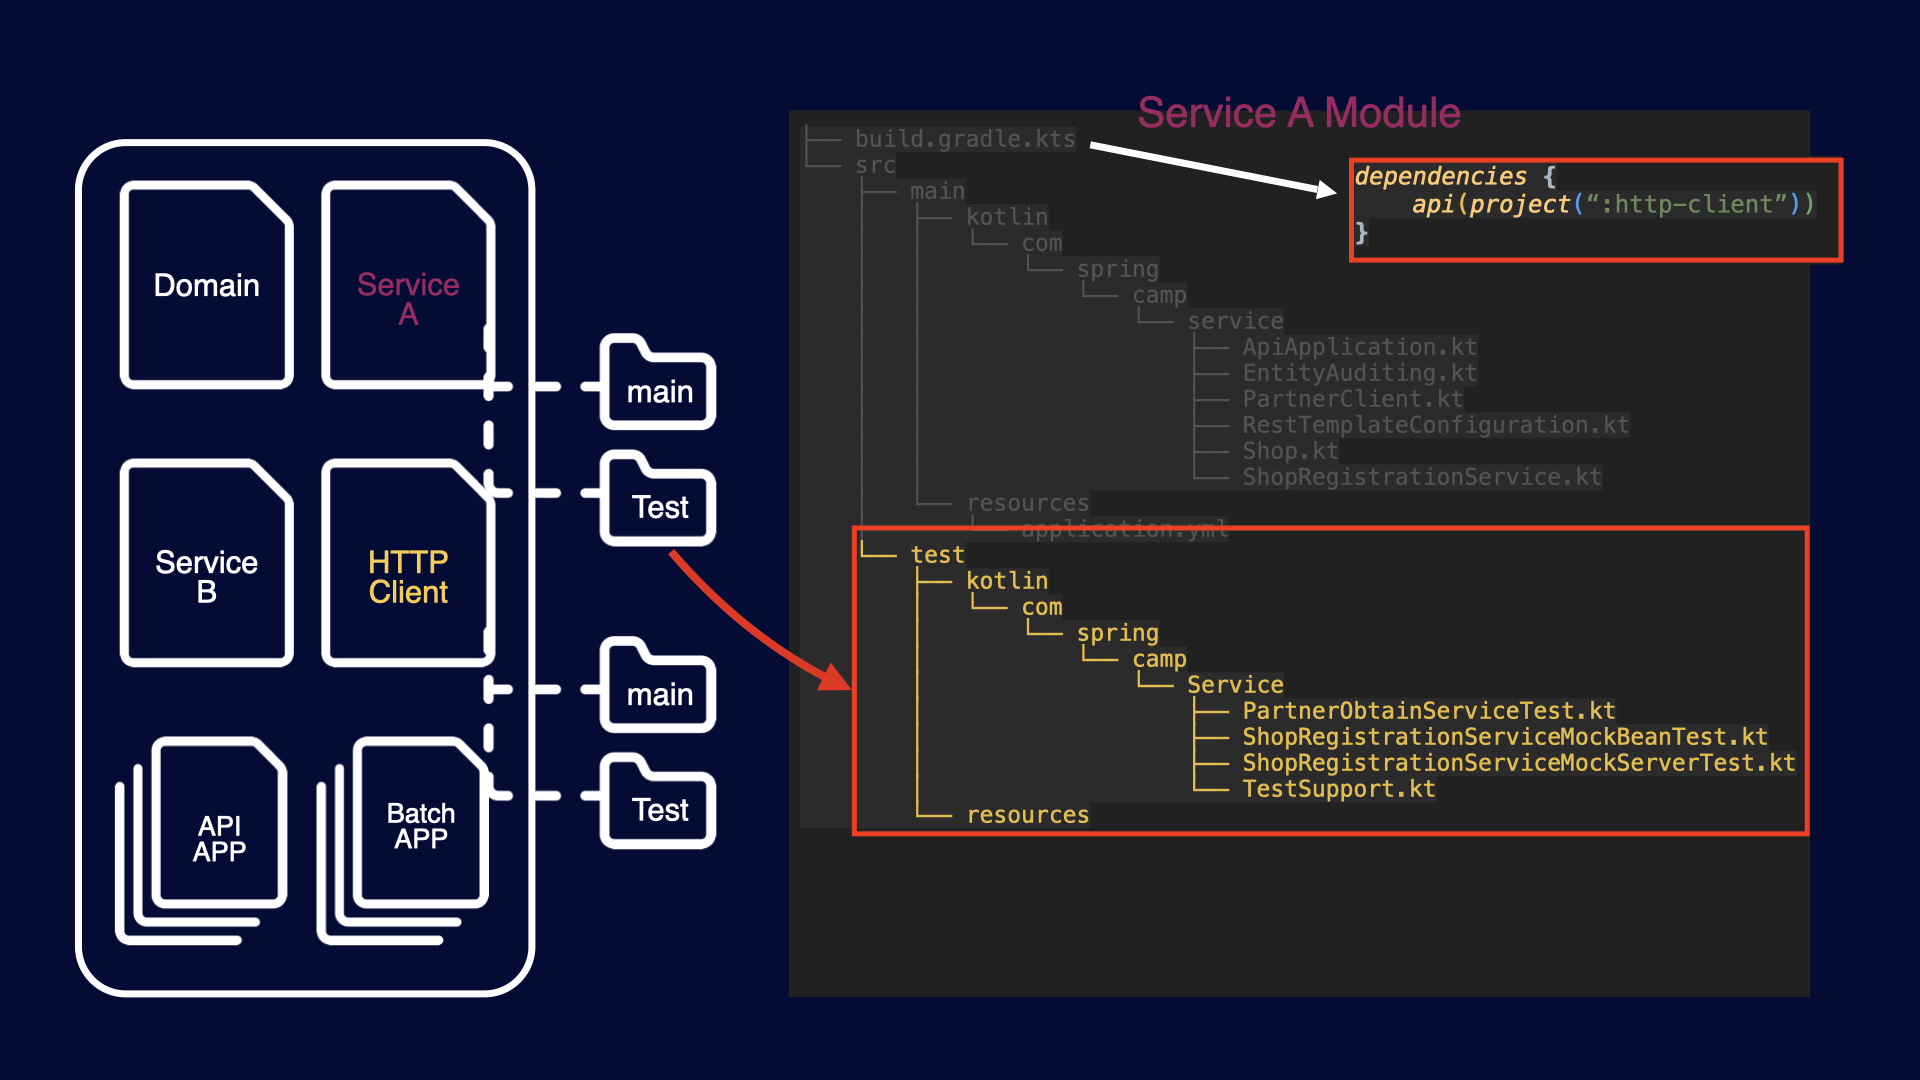 Domain
Service
A
main
Test
Service
B
HTTP
Client
main
Test
API
APP
Batch
APP
Service A Module
build.gradle.kts
src
main
kotlin
com
spring
camp
service
ApiApplication.kt
EntityAuditing.kt
PartnerClient.kt
RestTemplateConfiguration.kt
Shop.kt
ShopRegistrationService.kt
resources
application.yml
test
kotlin
com
spring
camp
Service
PartnerObtainServiceTest.kt
ShopRegistrationServiceMockBeanTest.kt
ShopRegistrationServiceMockServerTest.kt
TestSupport.kt
resources
dependencies {
api(project(“:http-client”))
}